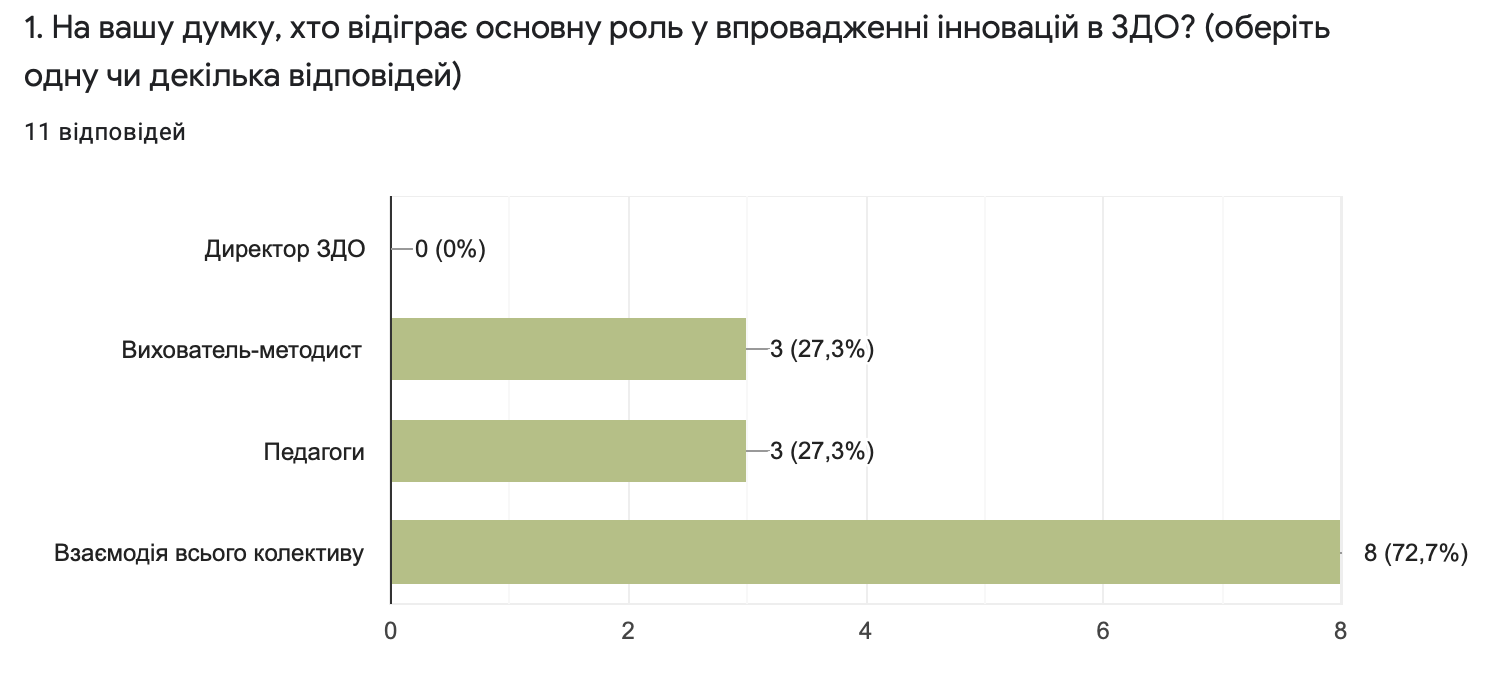 1. На вашу думку, хто відіграє основну роль у впровадженні інновацій в ЗДО? (оберіть
одну чи декілька відповідей)
11 відповідей
Директор ЗДО
0 (0%)
Вихователь-методист
3 (27,3%)
Педагоги
3 (27,3%)
Взаємодія всього колективу
8 (72,7%)
0 2 4 6 8